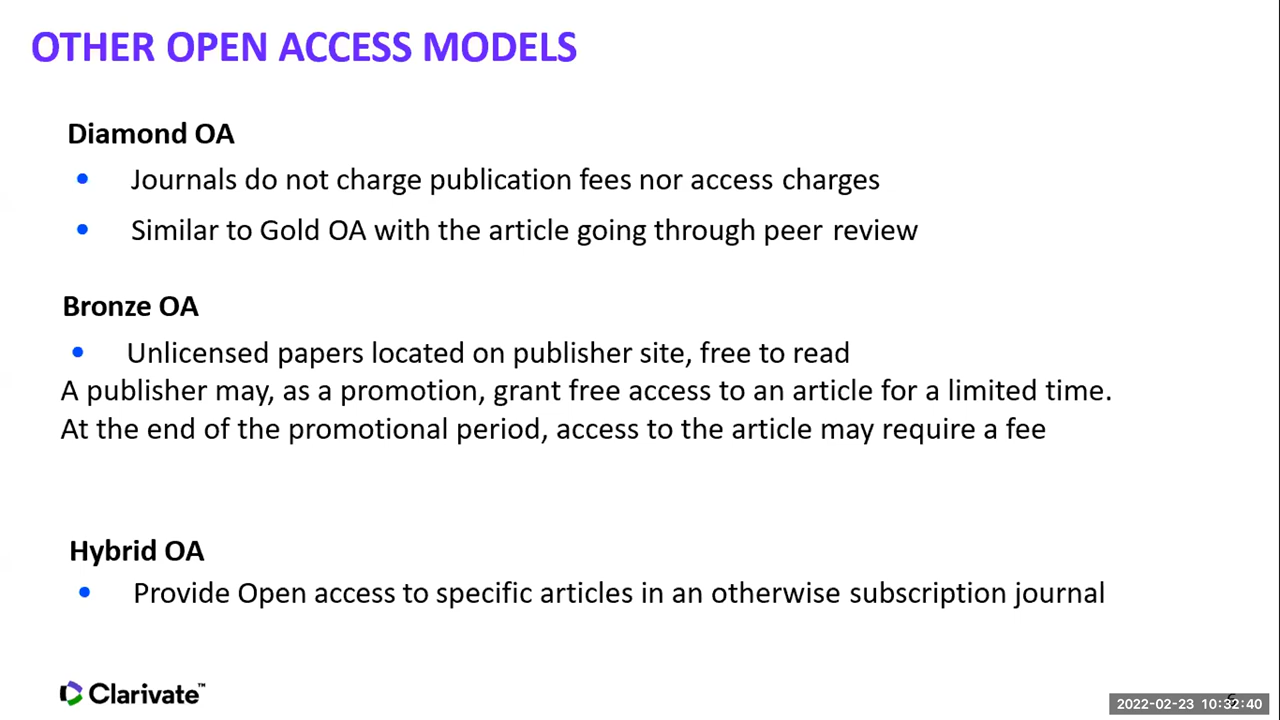 OTHER OPEN ACCESS MODELS
Diamond OA
• Journals do not charge publication fees nor access charges
• Similar to Gold OA with the article going through peer review
Bronze OA
• Unlicensed papers located on publisher site, free to read
A publisher may, as a promotion, grant free access to an article for a limited time.
At the end of the promotional period, access to the article may require a fee
Hybrid OA
• Provide Open access to specific articles in an otherwise subscription journal
Clarivate™
2022-02-23 10:32:40